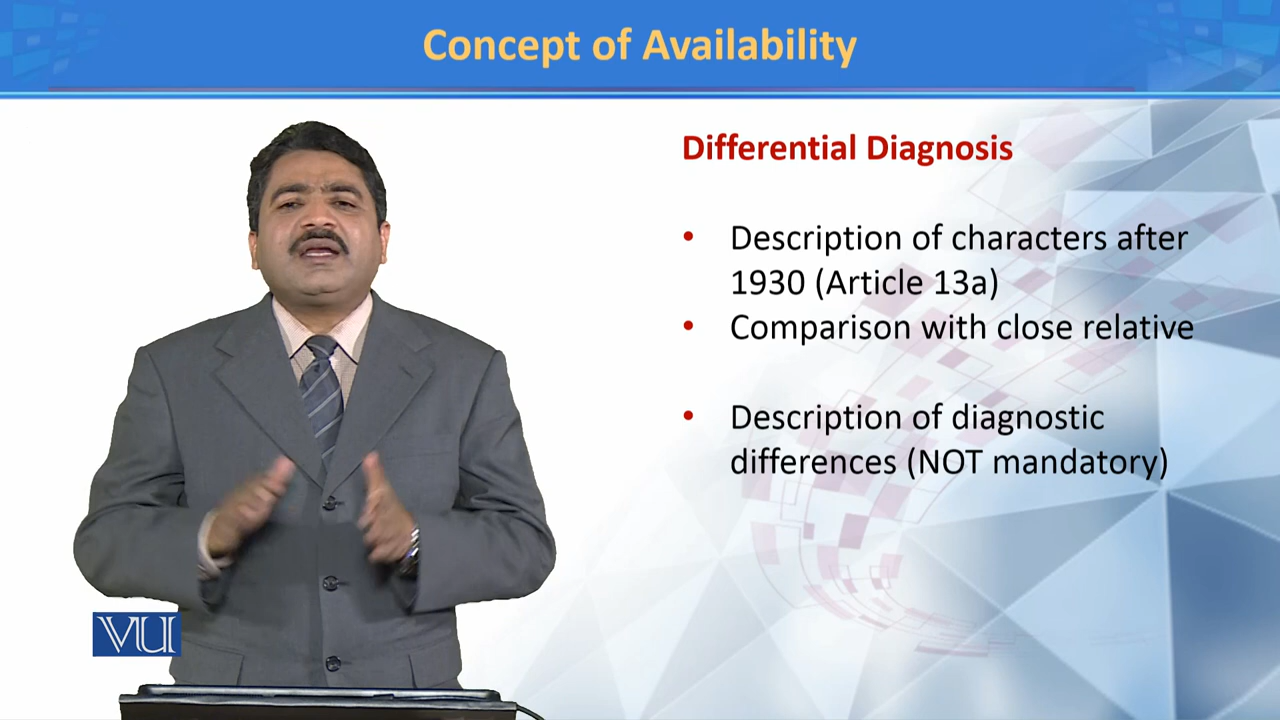 Concept of Availability
Differential Diagnosis
• Description of characters after
1930 (Article 13a)
• Comparison with close relative
• Description of diagnostic
differences (NOT mandatory)
VU